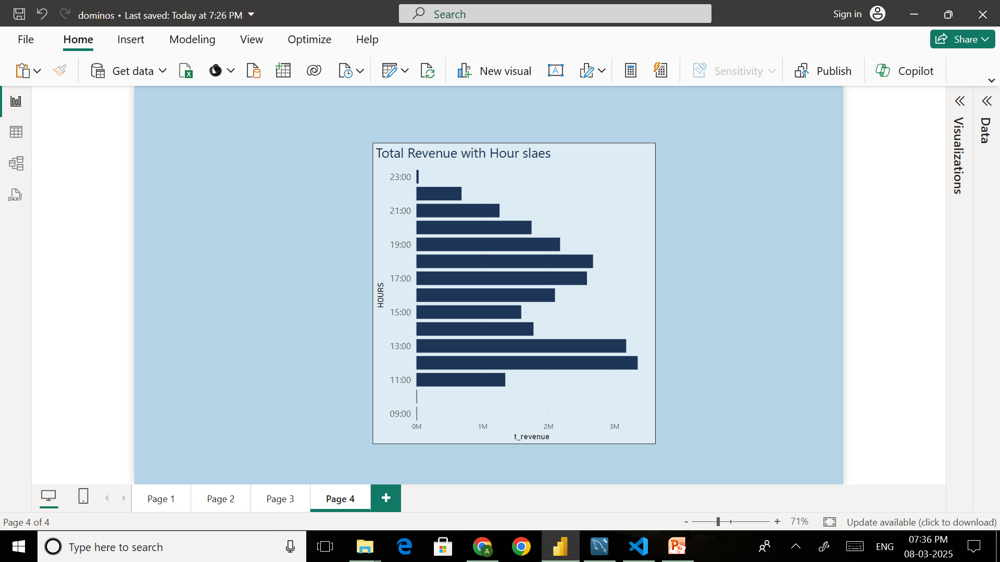 dominos • Last saved: Today at 7:26 PM
Search
Sign in
File Home Insert Modeling View Optimize Help
Share
Get data
New visual
Sensitivity
Publish
Copilot
Visualizations
Data
DAX
Total Revenue with Hour slaes
23:00
21:00
19:00
17:00
15:00
13:00
11:00
09:00
HOURS
0M 1M 2M 3M
t_revenue
Page 1 Page 2 Page 3 Page 4
Page 4 of 4
- + 71%
Update available (click to download)
Type here to search
A
ENG
07:36 PM
08-03-2025